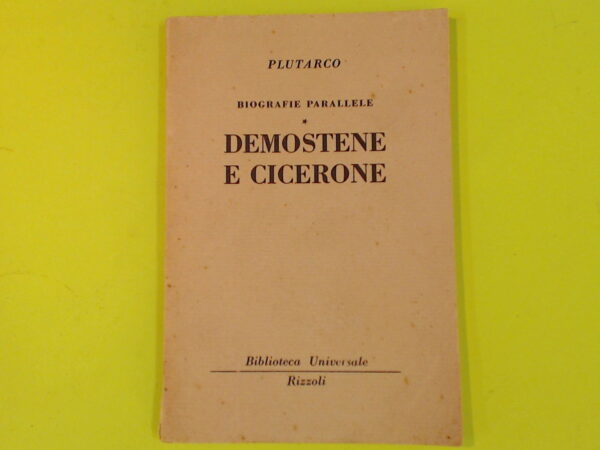 PLUTARCO
BIOGRAFIE PARALLELE
*
DEMOSTENE
E CICERONE
Biblioteca Universale
Rizzoli